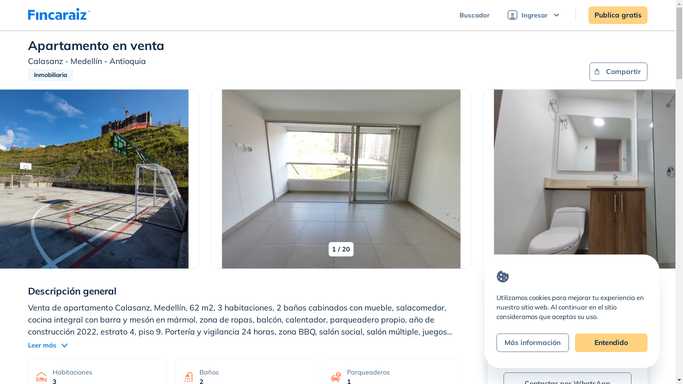 Fincaraiz
Buscador
Ingresar
Publica gratis
Apartamento en venta
Calasanz - Medellín - Antioquia
Inmobiliaria
Compartir
1 / 20
Descripción general
Venta de apartamento Calasanz, Medellín, 62 m2, 3 habitaciones, 2 baños cabinados con mueble, salacomedor,
cocina integral con barra y mesón en mármol, zona de ropas, balcón, calentador, parqueadero propio, año de
construcción 2022, estrato 4, piso 9. Portería y vigilancia 24 horas, zona BBQ, salón social, salón múltiple, juegos...
Leer más
Habitaciones
3
Baños
2
Parqueaderos
1
Utilizamos cookies para mejorar tu experiencia en
nuestro sitio web. Al continuar en el sitio
consideramos que aceptas su uso.
Más información
Entendido
Contactar por WhatsApp